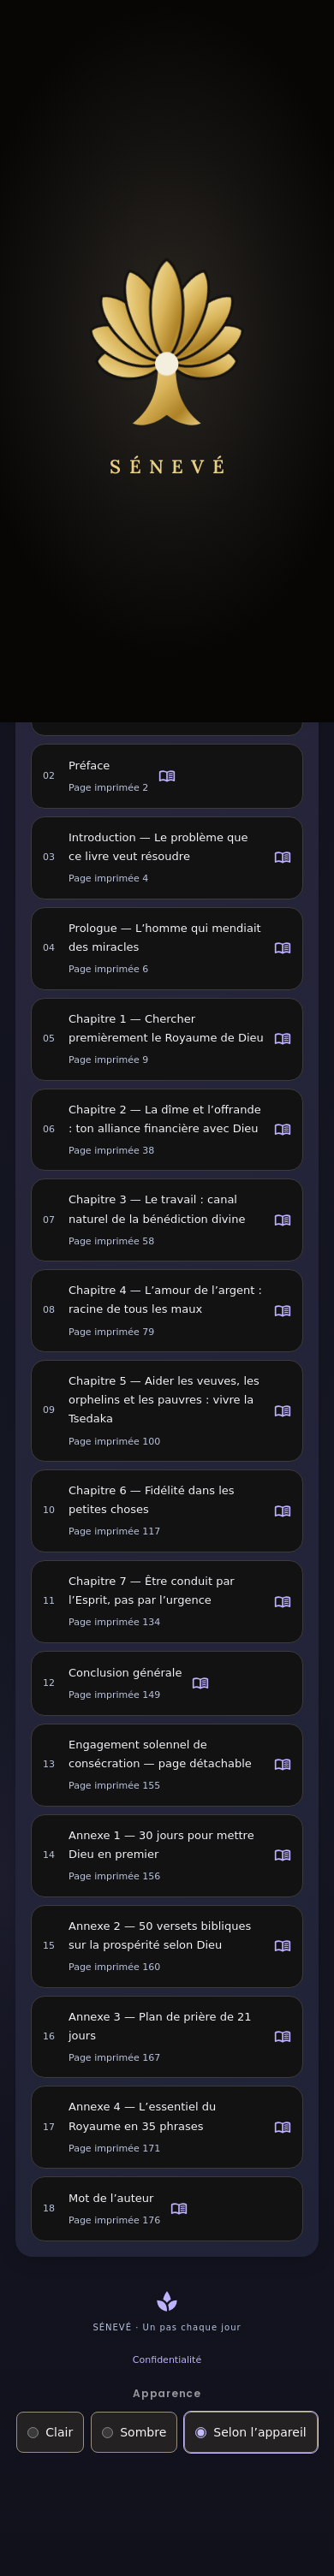 SÉNEVÉ
02
Préface
Page imprimée 2
03
Introduction — Le problème que
ce livre veut résoudre
Page imprimée 4
04
Prologue — L’homme qui mendiait
des miracles
Page imprimée 6
05
Chapitre 1 — Chercher
premièrement le Royaume de Dieu
Page imprimée 9
06
Chapitre 2 — La dîme et l’offrande
: ton alliance financière avec Dieu
Page imprimée 38
07
Chapitre 3 — Le travail : canal
naturel de la bénédiction divine
Page imprimée 58
08
Chapitre 4 — L’amour de l’argent :
racine de tous les maux
Page imprimée 79
09
Chapitre 5 — Aider les veuves, les
orphelins et les pauvres : vivre la
Tsedaka
Page imprimée 100
10
Chapitre 6 — Fidélité dans les
petites choses
Page imprimée 117
11
Chapitre 7 — Être conduit par
l’Esprit, pas par l’urgence
Page imprimée 134
12
Conclusion générale
Page imprimée 149
13
Engagement solennel de
consécration — page détachable
Page imprimée 155
14
Annexe 1 — 30 jours pour mettre
Dieu en premier
Page imprimée 156
15
Annexe 2 — 50 versets bibliques
sur la prospérité selon Dieu
Page imprimée 160
16
Annexe 3 — Plan de prière de 21
jours
Page imprimée 167
17
Annexe 4 — L’essentiel du
Royaume en 35 phrases
Page imprimée 171
18
Mot de l’auteur
Page imprimée 176
SÉNEVÉ · Un pas chaque jour
Confidentialité
Apparence
Clair
Sombre
Selon l’appareil